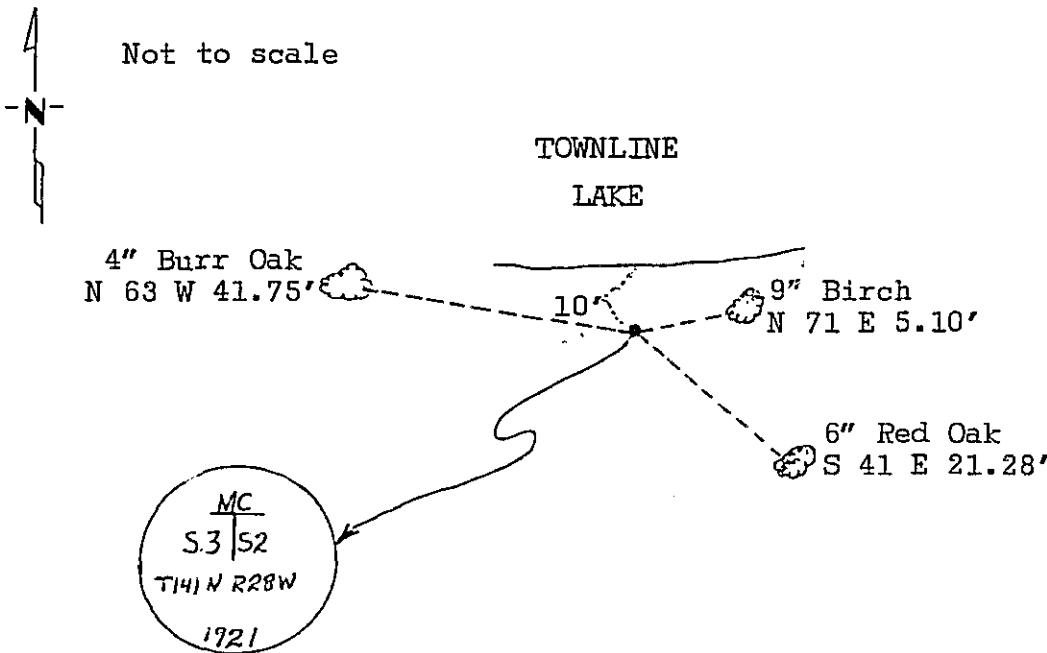 Not to scale
N
TOWNLINE
LAKE
4" Burr Oak
N 63 W 41.75'
10'
9" Birch
N 71 E 5.10'
6" Red Oak
S 41 E 21.28'
MC
S.3 | S2
T141N R28W
1921